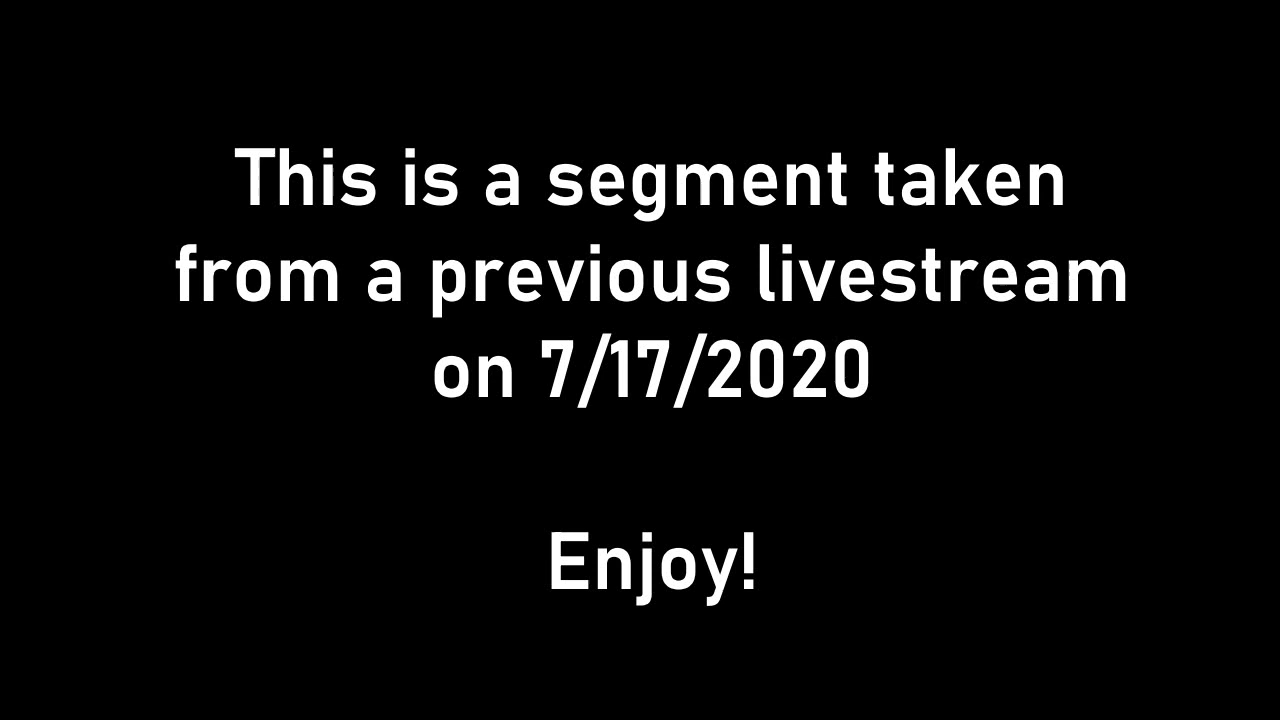 This is a segment taken
from a previous livestream
on 7/17/2020
Enjoy!